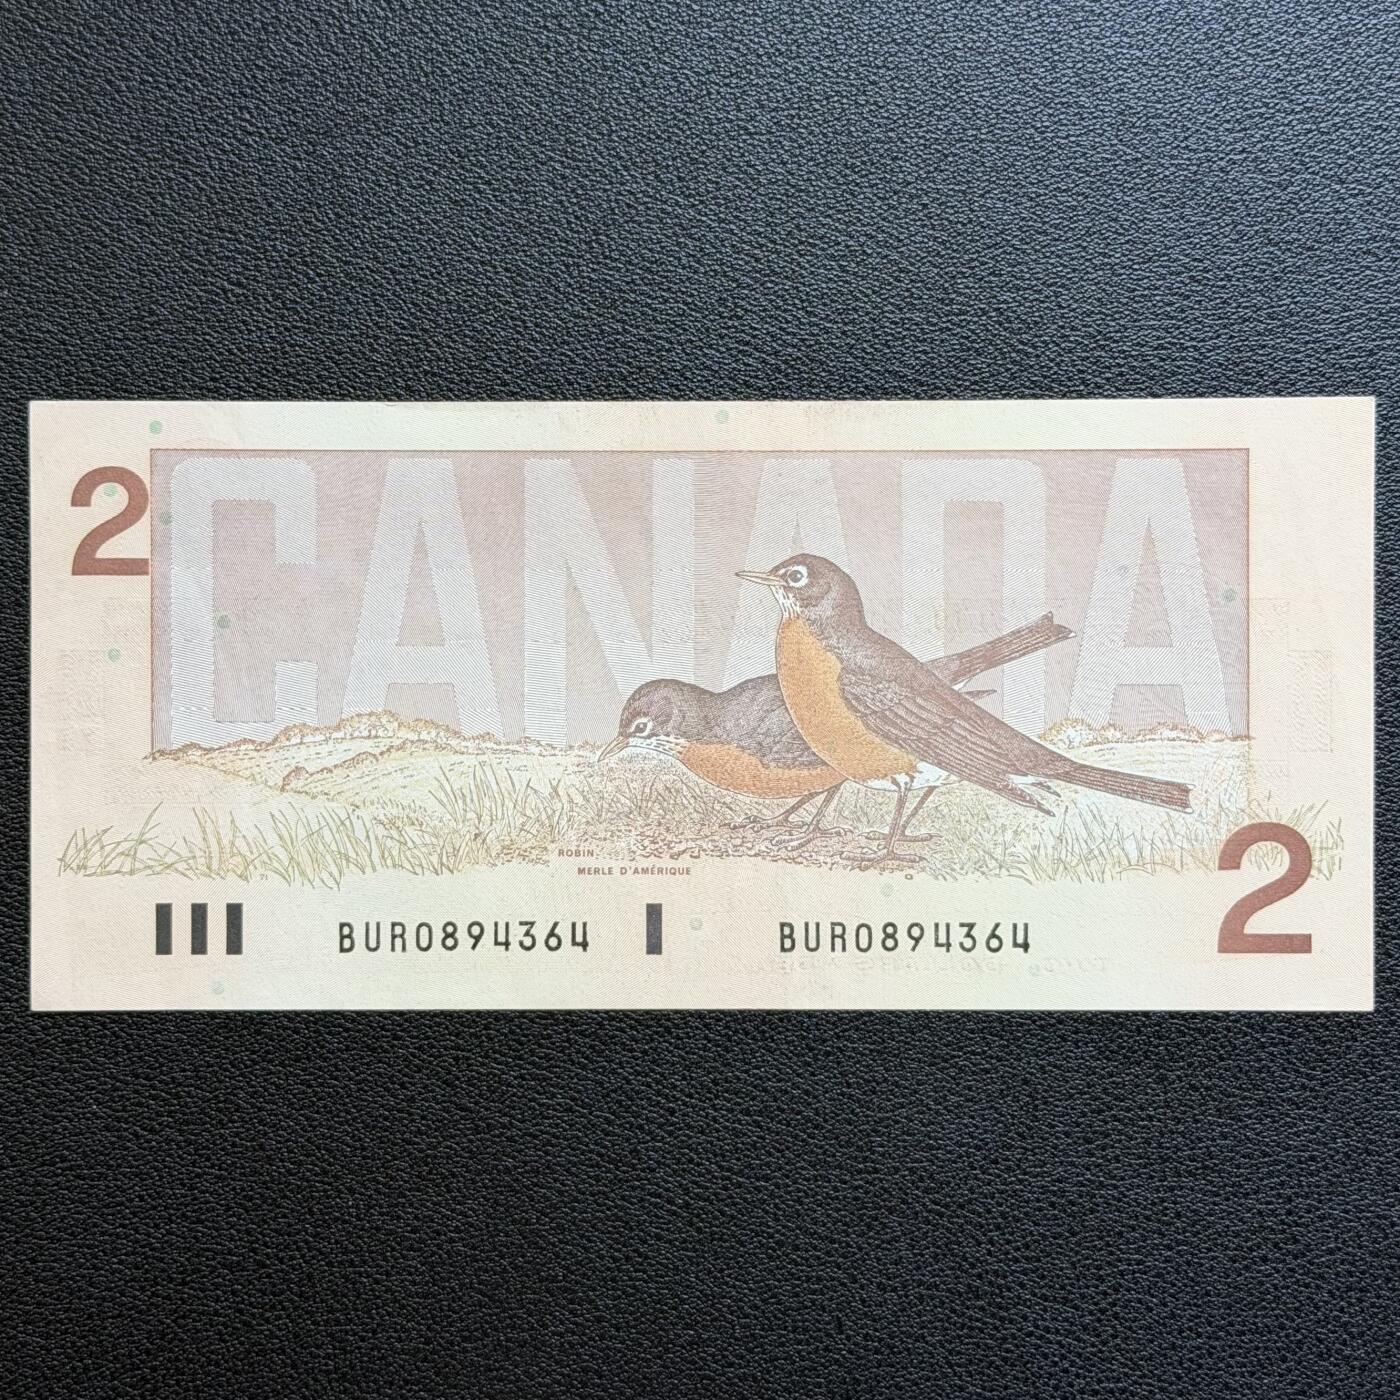 CANADA
2
ROBIN
MERLE D'AMÉRIQUE
BUR0894364 BUR0894364
2